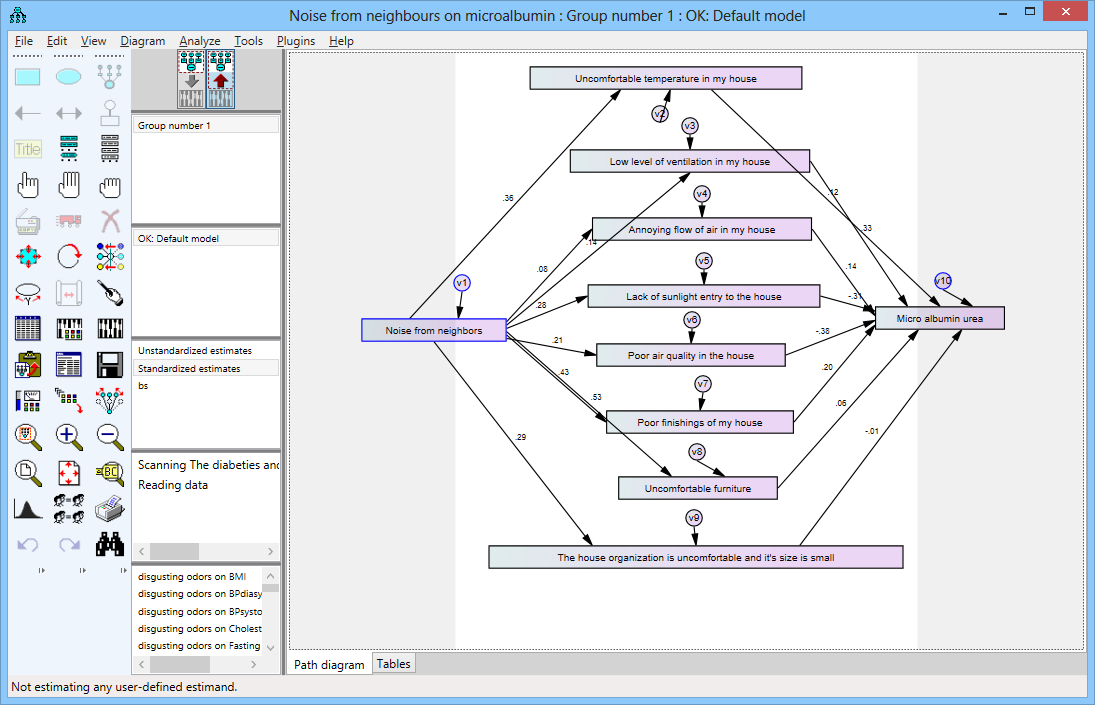 Noise from neighbours on microalbumin : Group number 1 : OK: Default model
File Edit View Diagram Analyze Tools Plugins Help
Title
Group number 1
OK: Default model
Unstandardized estimates
Standardized estimates
bs
Scanning The diabeties and
Reading data
disgusting odors on BMI
disgusting odors on BPdiasy
disgusting odors on BPsysto
disgusting odors on Cholest
disgusting odors on Fasting
BC
Uncomfortable temperature in my house
v2
v3
Low level of ventilation in my house
.12
v4
.36
Annoying flow of air in my house
.33
.14
v5
.14
.08
v1
v10
Lack of sunlight entry to the house
-.31
.28
v6
Micro albumin urea
Noise from neighbors
-.38
.21
Poor air quality in the house
.43
.20
v7
.53
.06
Poor finishings of my house
.29
-.01
v8
Uncomfortable furniture
v9
The house organization is uncomfortable and it's size is small
Path diagram Tables
Not estimating any user-defined estimand.